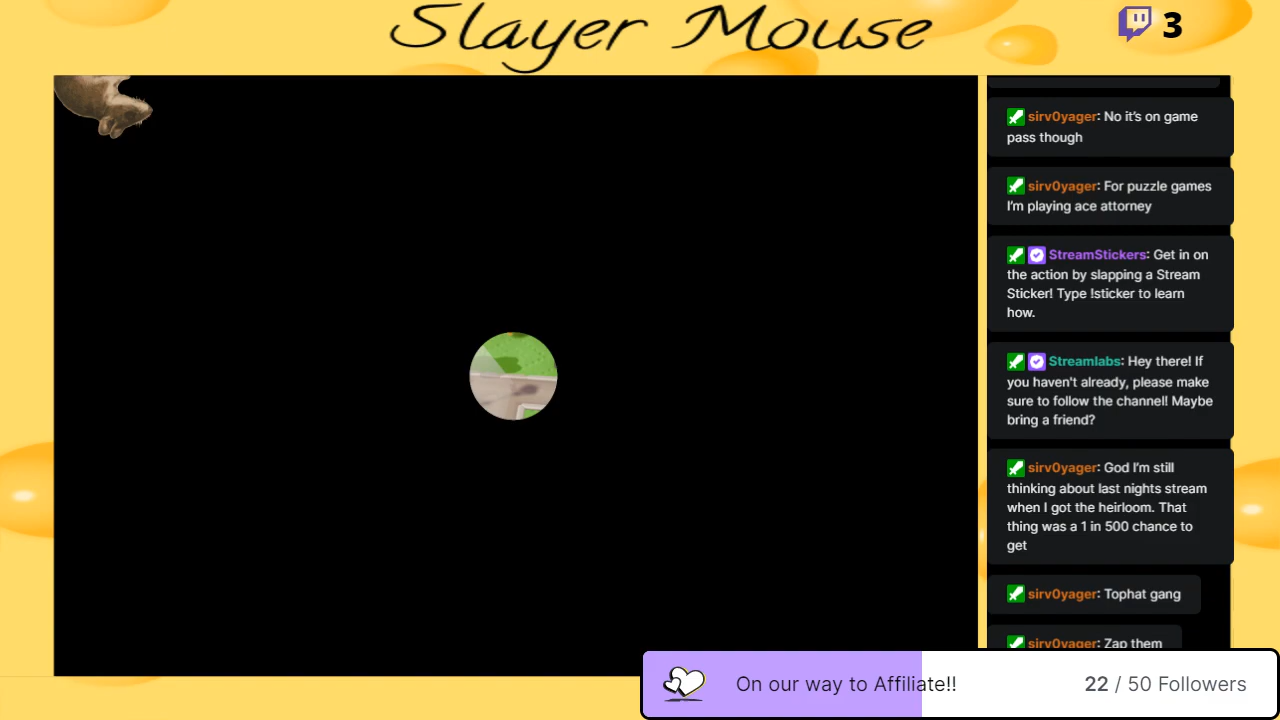 Slayer Mouse
3
sirv0yager: No it's on game
pass though
sirv0yager: For puzzle games
I'm playing ace attorney
StreamStickers: Get in on
the action by slapping a Stream
Sticker! Type !sticker to learn
how.
Streamlabs: Hey there! If
you haven't already, please make
sure to follow the channel! Maybe
bring a friend?
sirv0yager: God I'm still
thinking about last nights stream
when I got the heirloom. That
thing was a 1 in 500 chance to
get
sirv0yager: Tophat gang
sirv0yager: Zap them
On our way to Affiliate!!
22 / 50 Followers